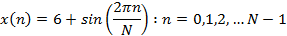 x(n) = 6 + sin(2πn/N) : n = 0,1,2, … N − 1